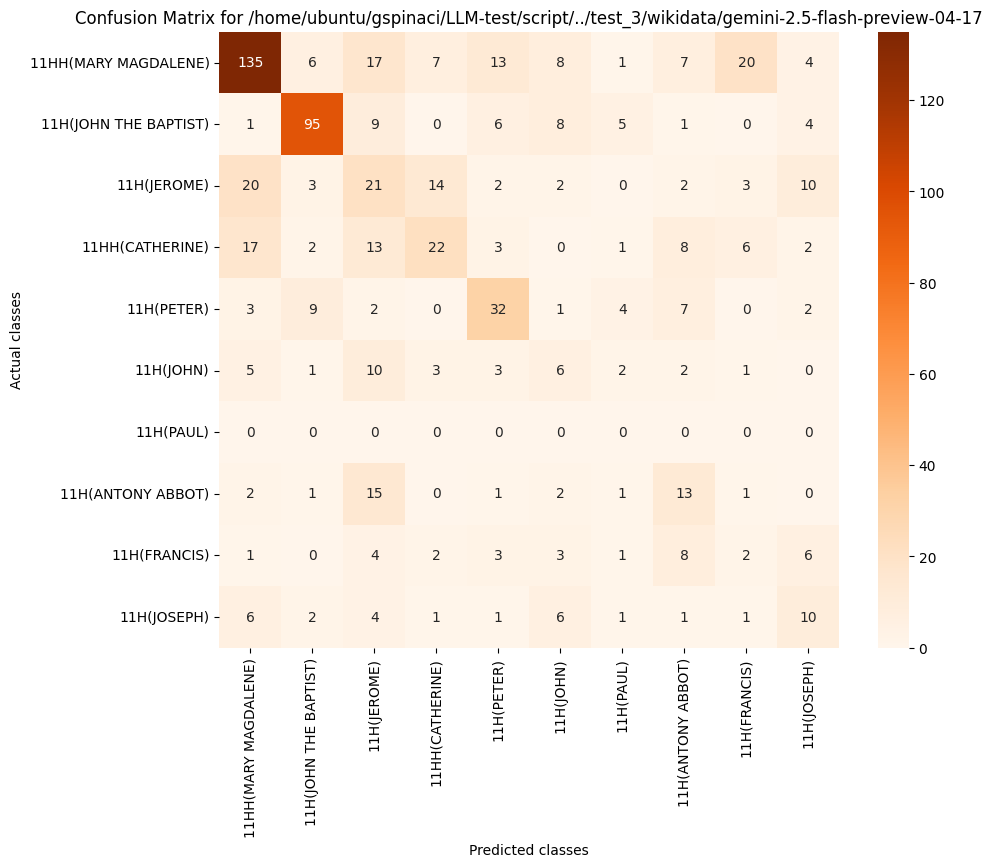 Confusion Matrix for /home/ubuntu/gspinaci/LLM-test/script/../test_3/wikidata/gemini-2.5-flash-preview-04-17
Actual classes
11HH(MARY MAGDALENE) 135 6 17 7 13 8 1 7 20 4
11H(JOHN THE BAPTIST) 1 95 9 0 6 8 5 1 0 4
11H(JEROME) 20 3 21 14 2 2 0 2 3 10
11HH(CATHERINE) 17 2 13 22 3 0 1 8 6 2
11H(PETER) 3 9 2 0 32 1 4 7 0 2
11H(JOHN) 5 1 10 3 3 6 2 2 1 0
11H(PAUL) 0 0 0 0 0 0 0 0 0 0
11H(ANTONY ABBOT) 2 1 15 0 1 2 1 13 1 0
11H(FRANCIS) 1 0 4 2 3 3 1 8 2 6
11H(JOSEPH) 6 2 4 1 1 6 1 1 1 10
11HH(MARY MAGDALENE)
11H(JOHN THE BAPTIST)
11H(JEROME)
11HH(CATHERINE)
11H(PETER)
11H(JOHN)
11H(PAUL)
11H(ANTONY ABBOT)
11H(FRANCIS)
11H(JOSEPH)
Predicted classes
120
100
80
60
40
20
0